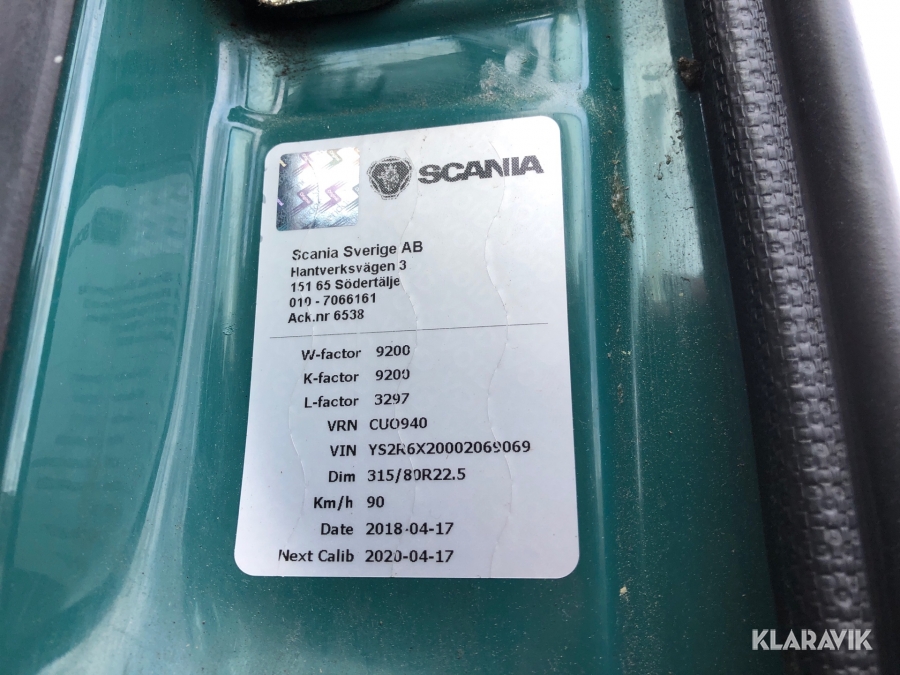 SCANIA
Scania Sverige AB
Hantverksvägen 3
151 65 Södertälje
010 - 7066161
Ack.nr 6538
W-factor 9200
K-factor 9200
L-factor 3297
VRN CUO940
VIN YS2R6X20002069069
Dim 315/80R22.5
Km/h 90
Date 2018-04-17
Next Calib 2020-04-17
KLARAVIK